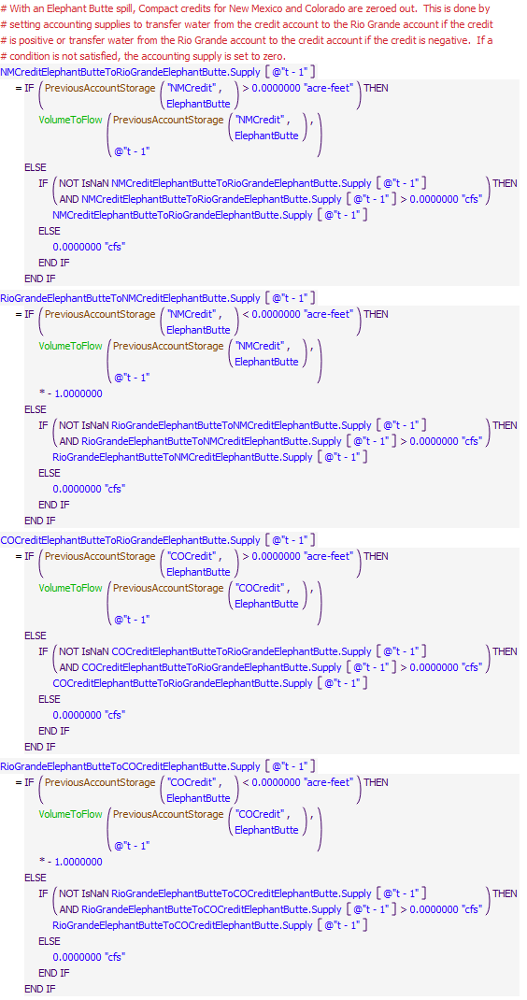 # With an Elephant Butte spill, Compact credits for New Mexico and Colorado are zeroed out.  This is done by
# setting accounting supplies to transfer water from the credit account to the Rio Grande account if the credit
# is positive or transfer water from the Rio Grande account to the credit account if the credit is negative.  If a
# condition is not satisfied, the accounting supply is set to zero.
NMCreditElephantButteToRioGrandeElephantButte.Supply [ @"t - 1" ]
= IF ( PreviousAccountStorage ( "NMCredit" ,
ElephantButte ) > 0.0000000 "acre-feet" ) THEN
VolumeToFlow ( PreviousAccountStorage ( "NMCredit" ,
ElephantButte ) ,
@"t - 1" )
ELSE
IF ( NOT IsNaN NMCreditElephantButteToRioGrandeElephantButte.Supply [ @"t - 1" ]
AND NMCreditElephantButteToRioGrandeElephantButte.Supply [ @"t - 1" ] > 0.0000000 "cfs" ) THEN
NMCreditElephantButteToRioGrandeElephantButte.Supply [ @"t - 1" ]
ELSE
0.0000000 "cfs"
END IF
END IF
RioGrandeElephantButteToNMCreditElephantButte.Supply [ @"t - 1" ]
= IF ( PreviousAccountStorage ( "NMCredit" ,
ElephantButte ) < 0.0000000 "acre-feet" ) THEN
VolumeToFlow ( PreviousAccountStorage ( "NMCredit" ,
ElephantButte ) ,
@"t - 1" )
* - 1.0000000
ELSE
IF ( NOT IsNaN RioGrandeElephantButteToNMCreditElephantButte.Supply [ @"t - 1" ]
AND RioGrandeElephantButteToNMCreditElephantButte.Supply [ @"t - 1" ] > 0.0000000 "cfs" ) THEN
RioGrandeElephantButteToNMCreditElephantButte.Supply [ @"t - 1" ]
ELSE
0.0000000 "cfs"
END IF
END IF
COCreditElephantButteToRioGrandeElephantButte.Supply [ @"t - 1" ]
= IF ( PreviousAccountStorage ( "COCredit" ,
ElephantButte ) > 0.0000000 "acre-feet" ) THEN
VolumeToFlow ( PreviousAccountStorage ( "COCredit" ,
ElephantButte ) ,
@"t - 1" )
ELSE
IF ( NOT IsNaN COCreditElephantButteToRioGrandeElephantButte.Supply [ @"t - 1" ]
AND COCreditElephantButteToRioGrandeElephantButte.Supply [ @"t - 1" ] > 0.0000000 "cfs" ) THEN
COCreditElephantButteToRioGrandeElephantButte.Supply [ @"t - 1" ]
ELSE
0.0000000 "cfs"
END IF
END IF
RioGrandeElephantButteToCOCreditElephantButte.Supply [ @"t - 1" ]
= IF ( PreviousAccountStorage ( "COCredit" ,
ElephantButte ) < 0.0000000 "acre-feet" ) THEN
VolumeToFlow ( PreviousAccountStorage ( "COCredit" ,
ElephantButte ) ,
@"t - 1" )
* - 1.0000000
ELSE
IF ( NOT IsNaN RioGrandeElephantButteToCOCreditElephantButte.Supply [ @"t - 1" ]
AND RioGrandeElephantButteToCOCreditElephantButte.Supply [ @"t - 1" ] > 0.0000000 "cfs" ) THEN
RioGrandeElephantButteToCOCreditElephantButte.Supply [ @"t - 1" ]
ELSE
0.0000000 "cfs"
END IF
END IF